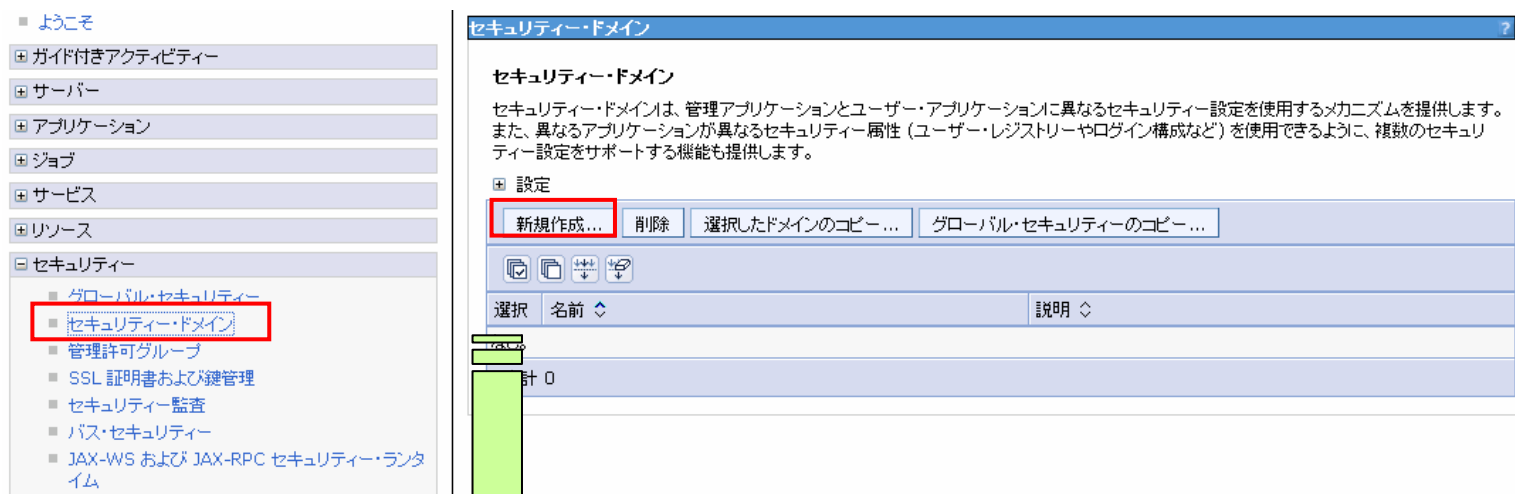 ようこそ
ガイド付きアクティビティー
サーバー
アプリケーション
ジョブ
サービス
リソース
セキュリティー
グローバル・セキュリティー
セキュリティー・ドメイン
管理許可グループ
SSL 証明書および鍵管理
セキュリティー監査
バス・セキュリティー
JAX-WS および JAX-RPC セキュリティー・ランタ
イム
セキュリティー・ドメイン ?
セキュリティー・ドメイン
セキュリティー・ドメインは、管理アプリケーションとユーザー・アプリケーションに異なるセキュリティー設定を使用するメカニズムを提供します。
また、異なるアプリケーションが異なるセキュリティー属性 (ユーザー・レジストリーやログイン構成など) を使用できるように、複数のセキュリ
ティー設定をサポートする機能も提供します。
設定
新規作成... 削除 選択したドメインのコピー... グローバル・セキュリティーのコピー...
選択 名前 説明
計 0